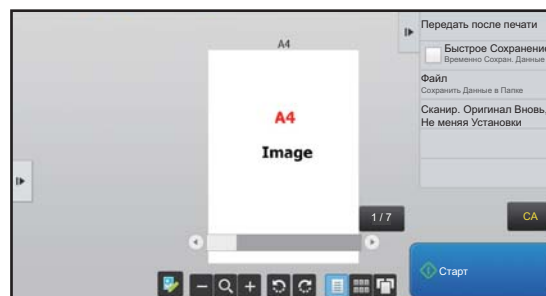 A4
A4
Image
1 / 7
Передать после печати
Быстрое Сохранение
Временно Сохран. Данные
Файл
Сохранить Данные в Папке
Сканир. Оригинал Вновь,
Не меняя Установки
CA
Старт